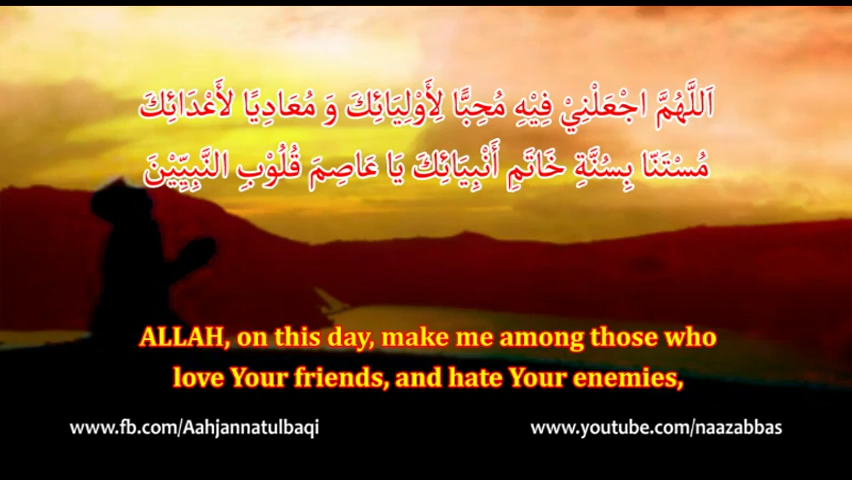 اَللَّهُمَّ اجْعَلْنِيْ فِيْهِ مُحِبًّا لِأَوْلِيَائِكَ وَ مُعَادِيًا لأَعْدَائِكَ
مُسْتَنّا بِسُنَّةِ خَاتَمِ أَنْبِيَائِكَ يَا عَاصِمَ قُلُوْبِ النَّبِيِّيْنَ
ALLAH, on this day, make me among those who
love Your friends, and hate Your enemies,
www.fb.com/Aahjannatulbaqi
www.youtube.com/naazabbas